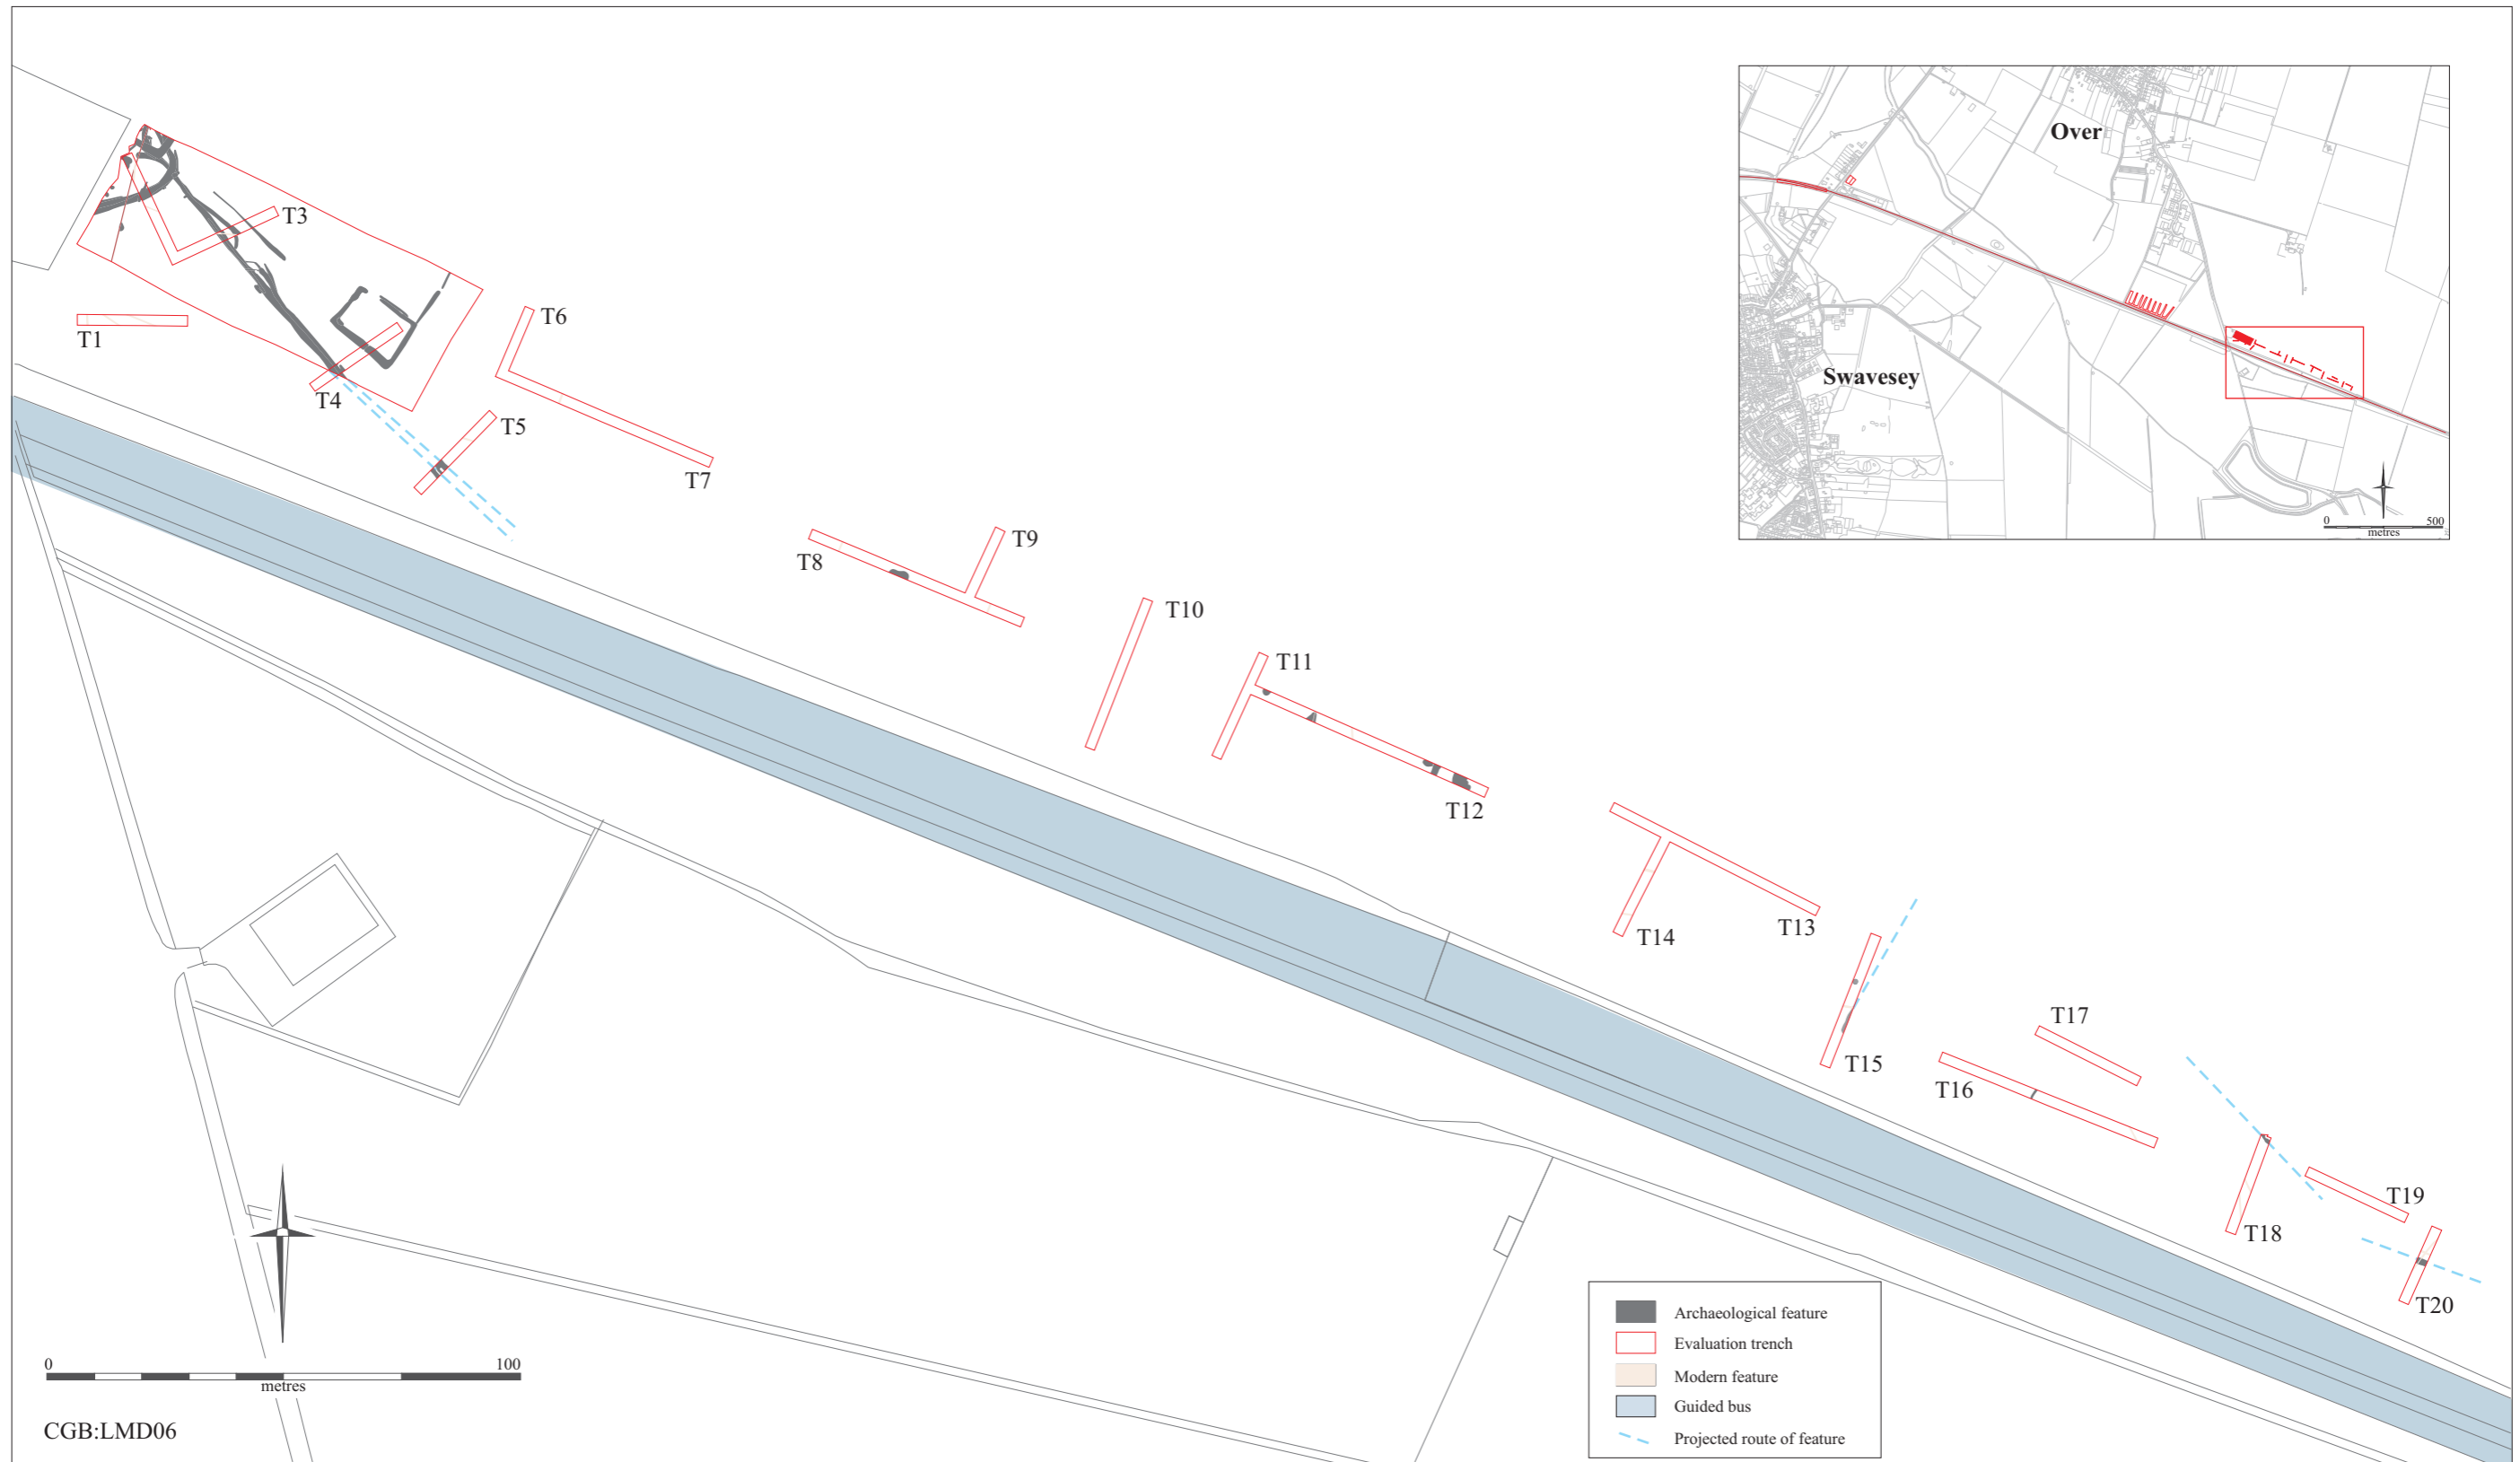 Over
Swavesey
0 500
metres
T3
T1
T6
T4
T5
T7
T9
T8
T10
T11
T12
T14
T13
T15
T17
T16
T19
T18
T20
Archaeological feature
Evaluation trench
Modern feature
Guided bus
Projected route of feature
0 100
metres
CGB:LMD06